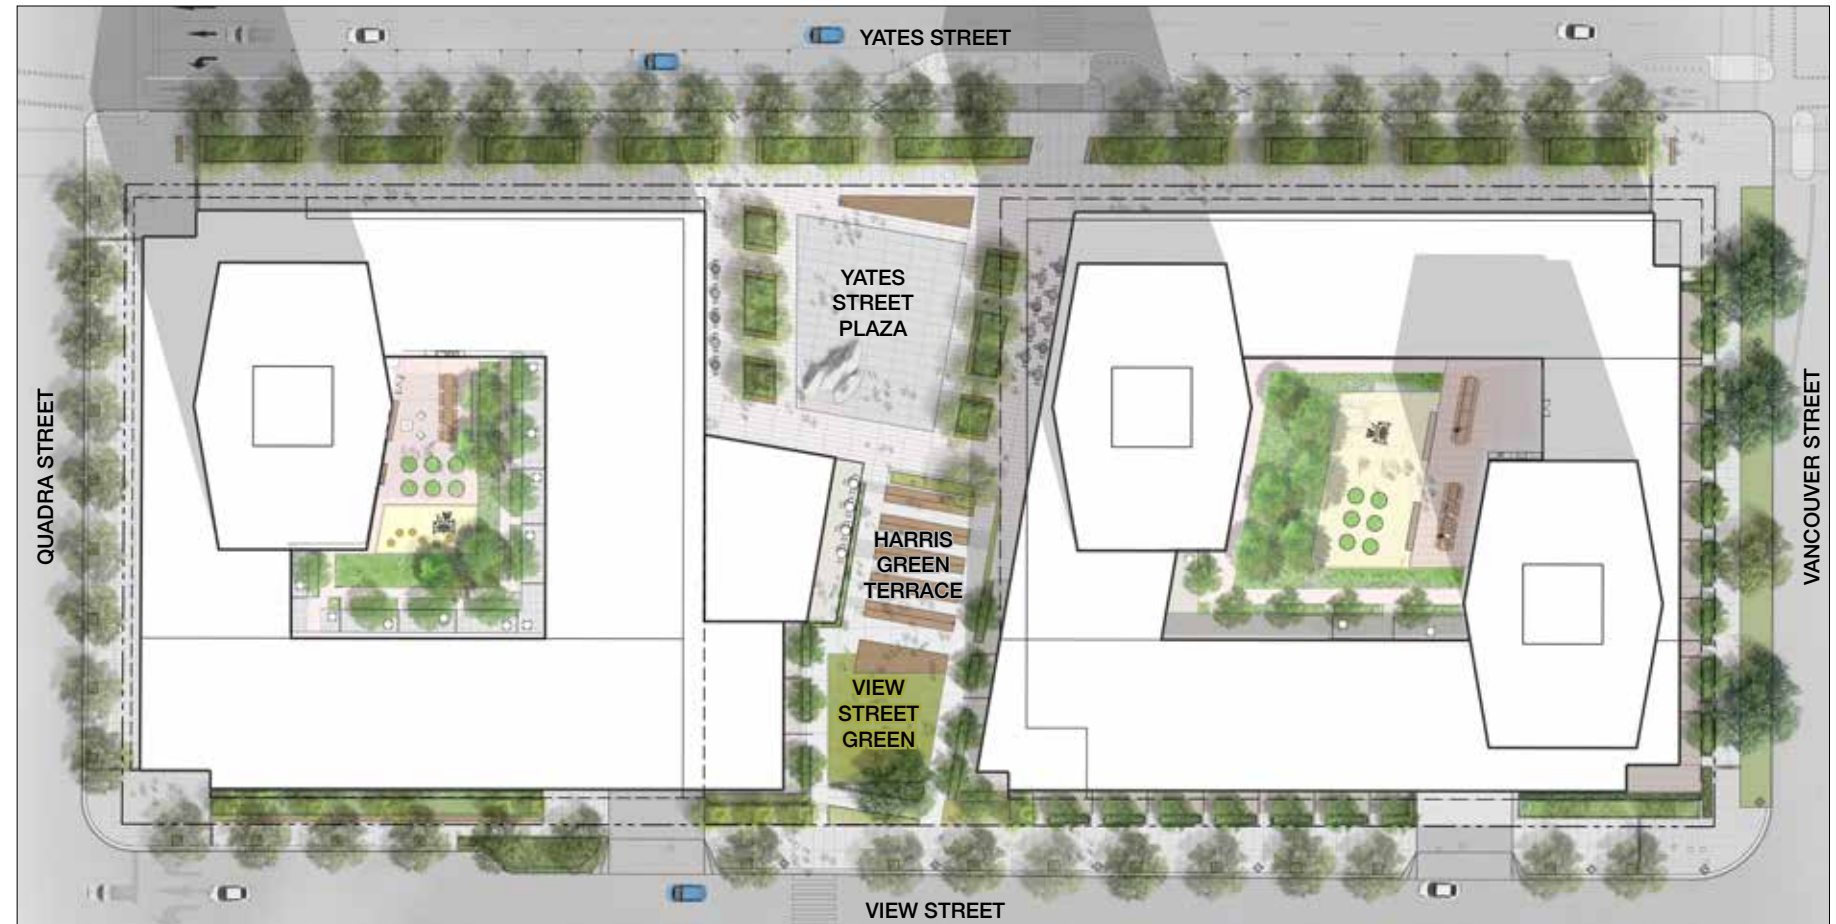 YATES STREET
YATES
STREET
PLAZA
QUADRA STREET
VANCOUVER STREET
HARRIS
GREEN
TERRACE
VIEW
STREET
GREEN
VIEW STREET